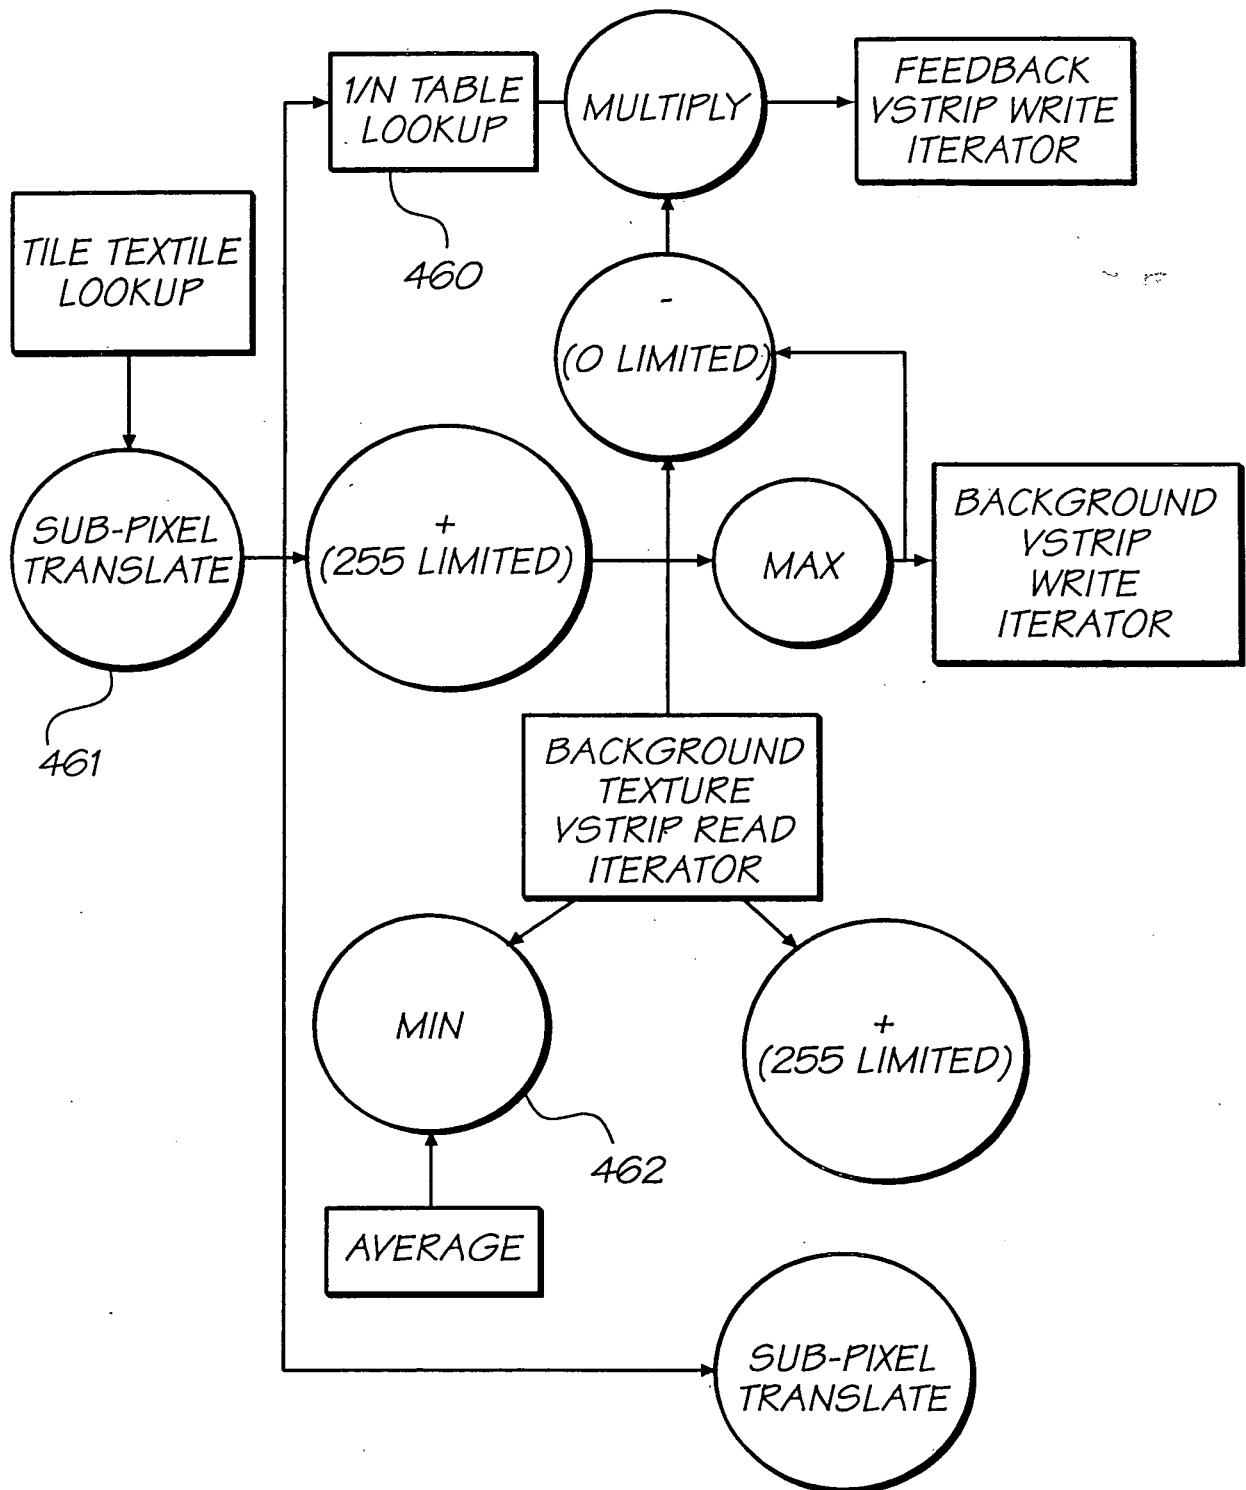 1/N TABLE
LOOKUP
MULTIPLY
FEEDBACK
VSTRIP WRITE
ITERATOR
460
TILE TEXTILE
LOOKUP
-
(0 LIMITED)
SUB-PIXEL
TRANSLATE
461
+
(255 LIMITED)
MAX
BACKGROUND
VSTRIP
WRITE
ITERATOR
BACKGROUND
TEXTURE
VSTRIP READ
ITERATOR
MIN
462
+
(255 LIMITED)
AVERAGE
SUB-PIXEL
TRANSLATE